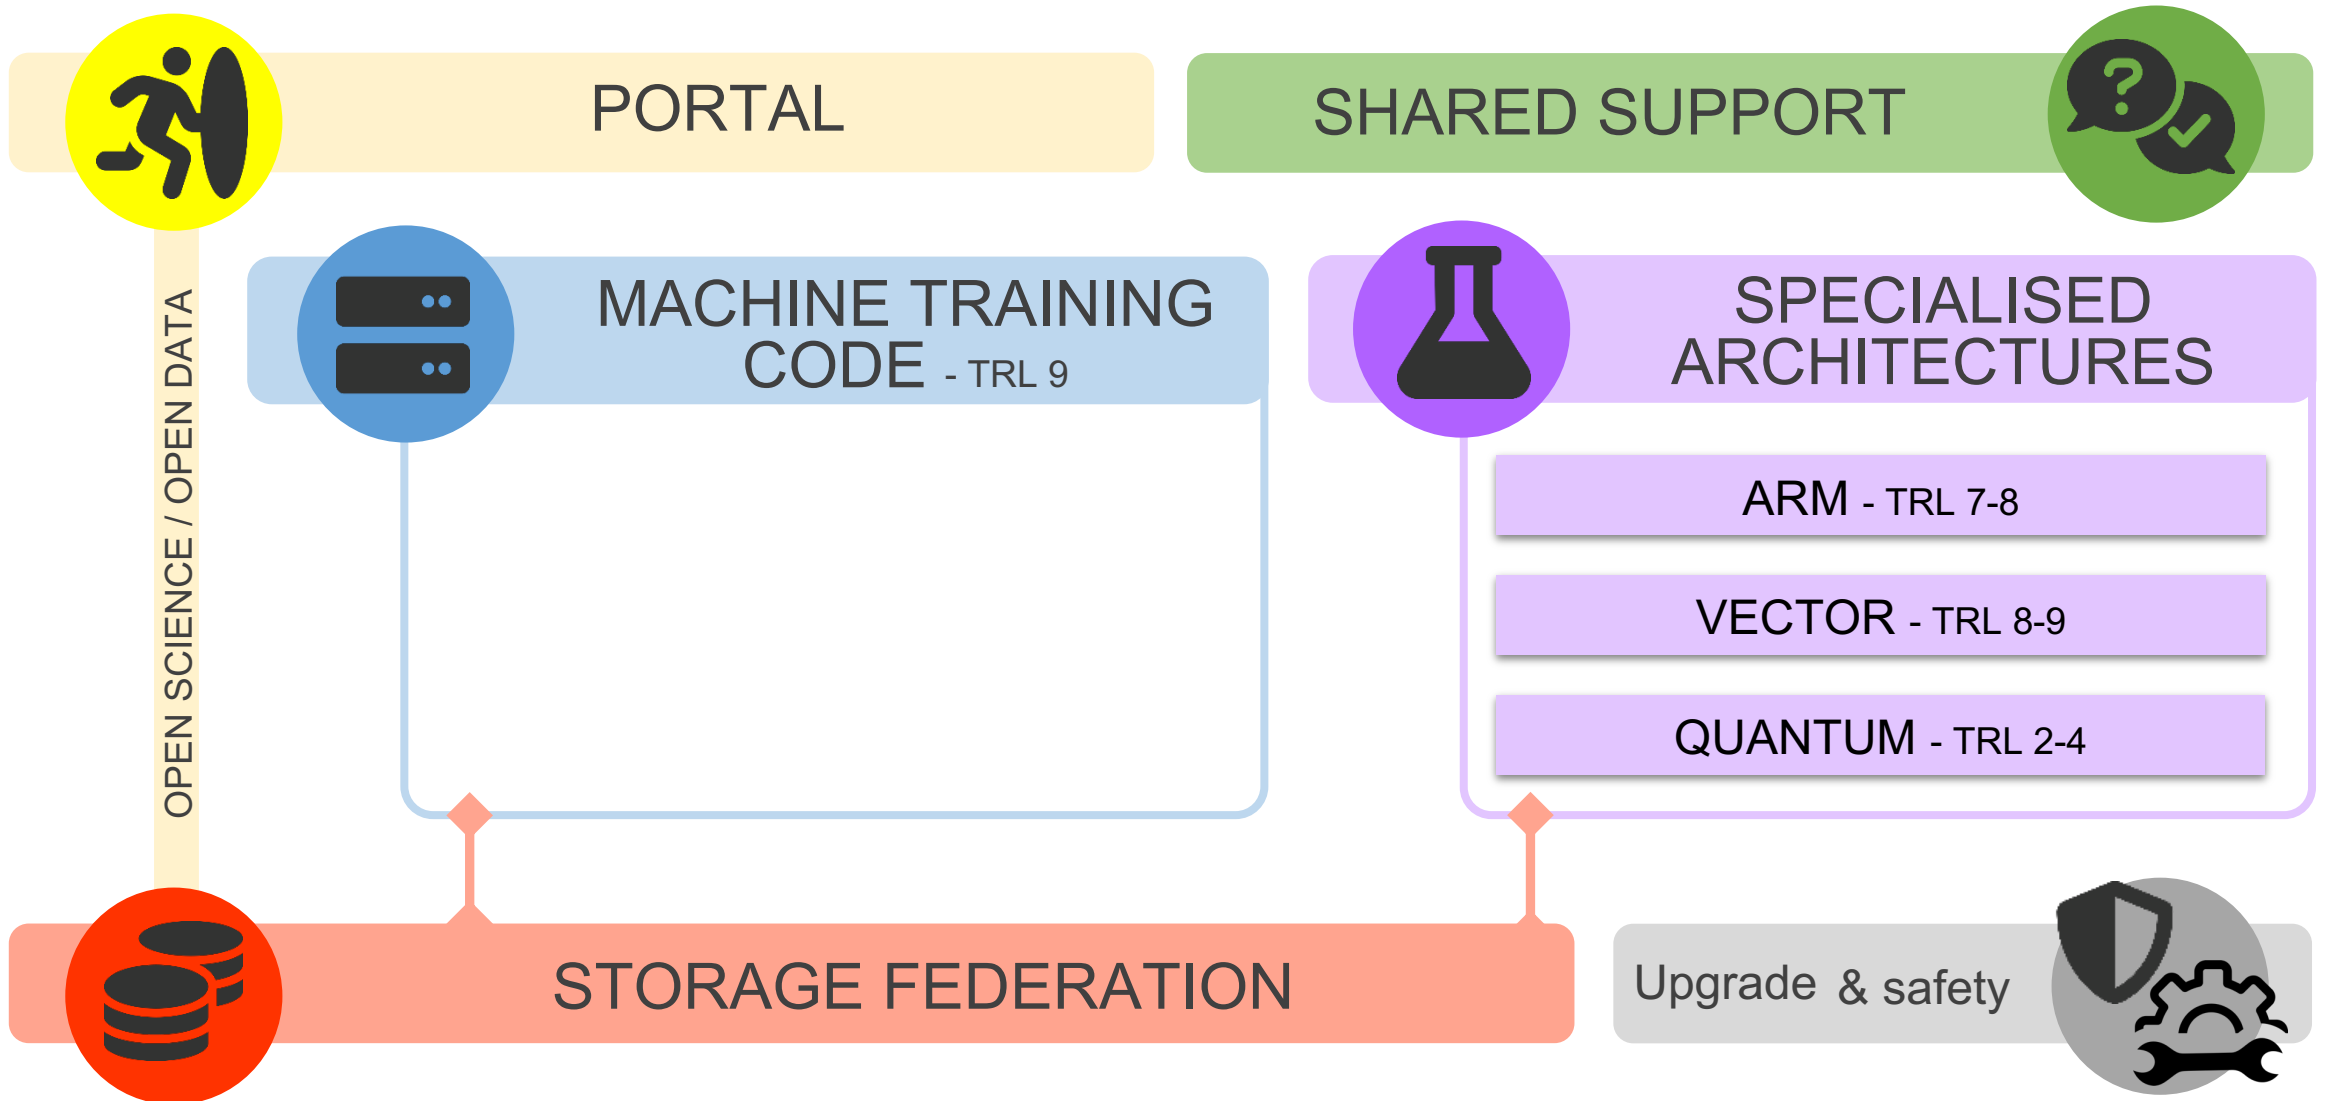 PORTAL
SHARED SUPPORT
MACHINE TRAINING
CODE - TRL 9
SPECIALISED
ARCHITECTURES
OPEN SCIENCE / OPEN DATA
ARM - TRL 7-8
VECTOR - TRL 8-9
QUANTUM - TRL 2-4
STORAGE FEDERATION
Upgrade & safety